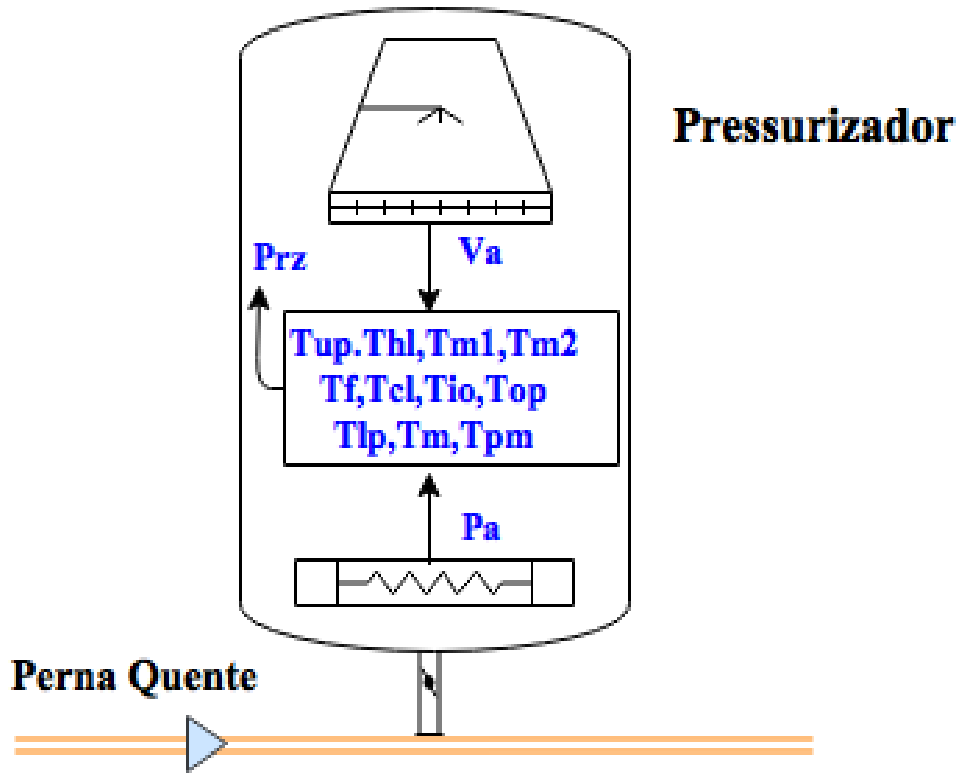 Pressurizador
Va
Prz
Tup.Thl,Tm1,Tm2
Tf,Tcl,Tio,Top
Tlp,Tm,Tpm
Pa
Perna Quente